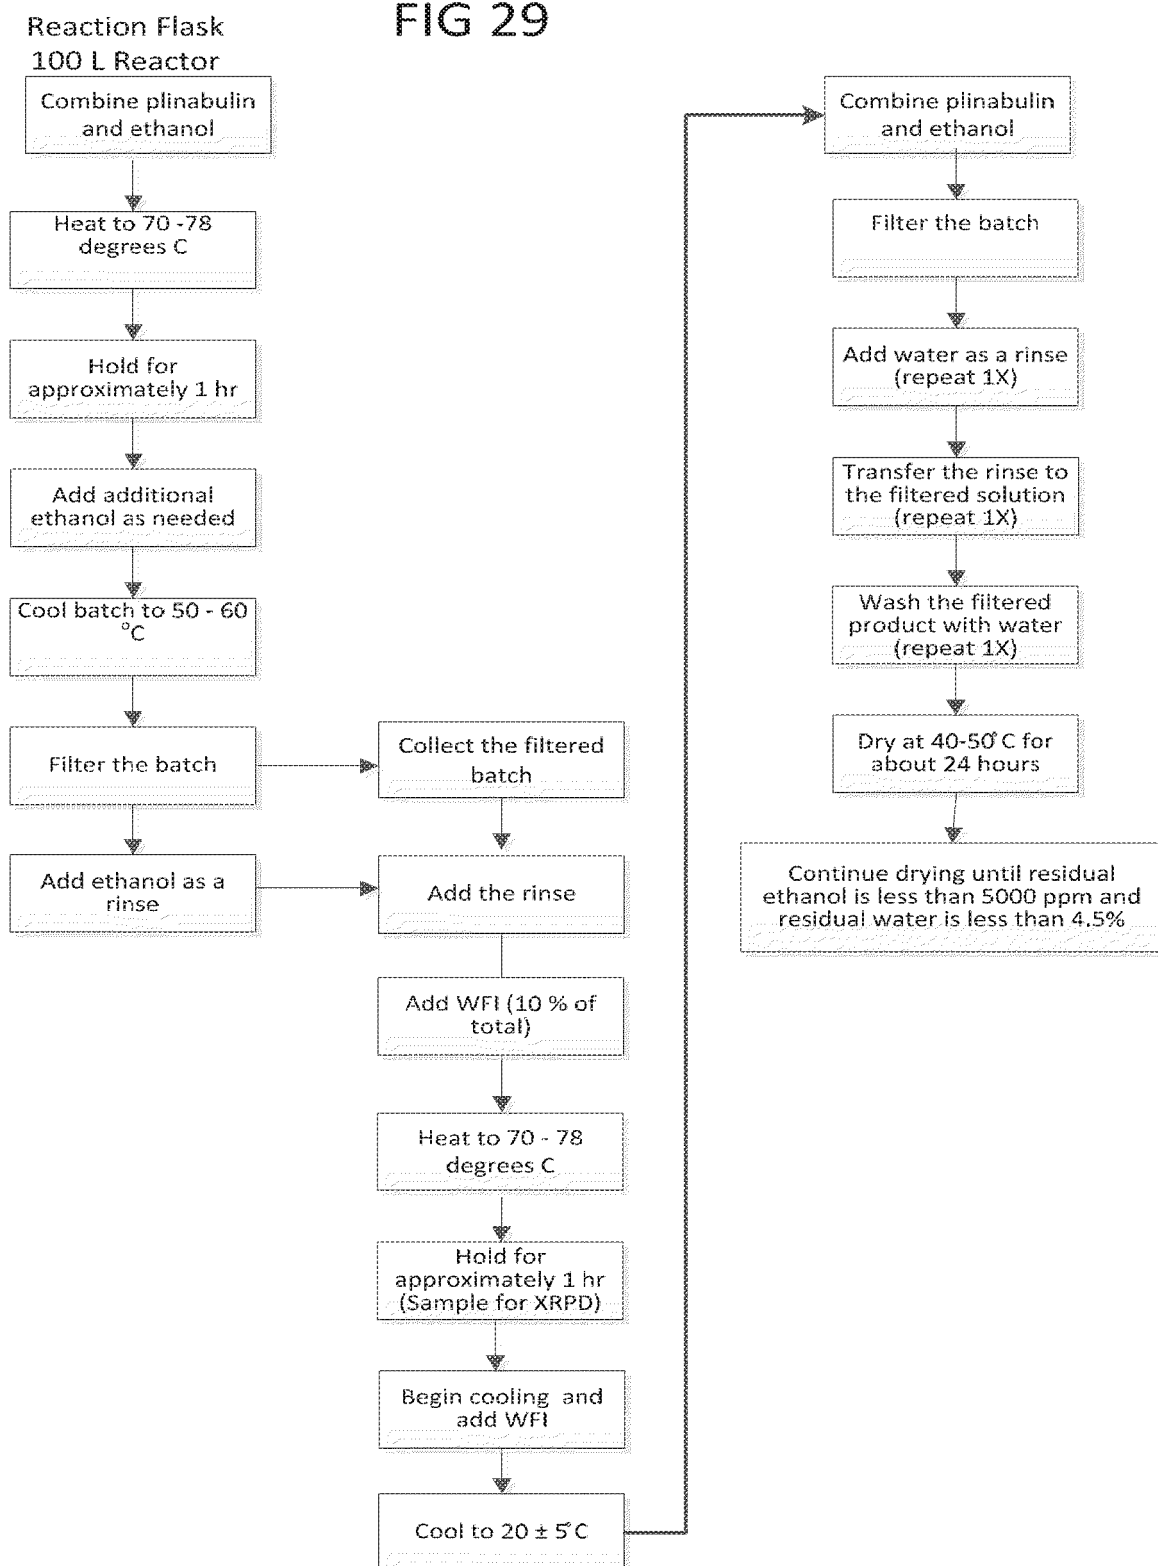 FIG 29
Reaction Flask
100 L Reactor
Combine plinabulin
and ethanol
Heat to 70 -78
degrees C
Hold for
approximately 1 hr
Add additional
ethanol as needed
Cool batch to 50 - 60
°C
Filter the batch
Add ethanol as a
rinse
Collect the filtered
batch
Add the rinse
Add WFI (10 % of
total)
Heat to 70 - 78
degrees C
Hold for
approximately 1 hr
(Sample for XRPD)
Begin cooling and
add WFI
Cool to 20 ± 5°C
Combine plinabulin
and ethanol
Filter the batch
Add water as a rinse
(repeat 1X)
Transfer the rinse to
the filtered solution
(repeat 1X)
Wash the filtered
product with water
(repeat 1X)
Dry at 40-50°C for
about 24 hours
Continue drying until residual
ethanol is less than 5000 ppm and
residual water is less than 4.5%